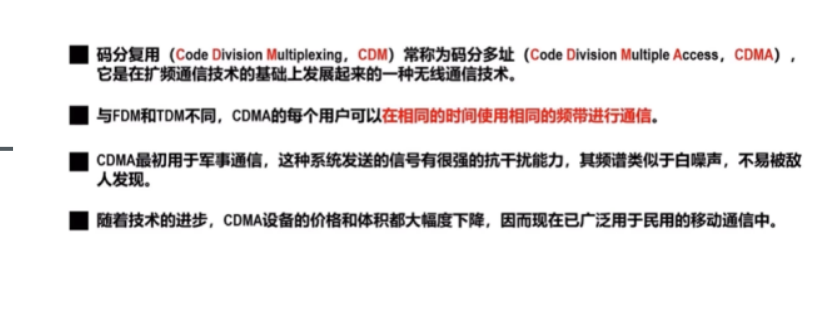 码分复用（Code Division Multiplexing，CDM）常称为码分多址（Code Division Multiple Access，CDMA），
它是在扩频通信技术的基础上发展起来的一种无线通信技术。
与FDM和TDM不同，CDMA的每个用户可以在相同的时间使用相同的频带进行通信。
CDMA最初用于军事通信，这种系统发送的信号有很强的抗干扰能力，其频谱类似于白噪声，不易被敌
人发现。
随着技术的进步，CDMA设备的价格和体积都大幅度下降，因而现在已广泛用于民用的移动通信中。